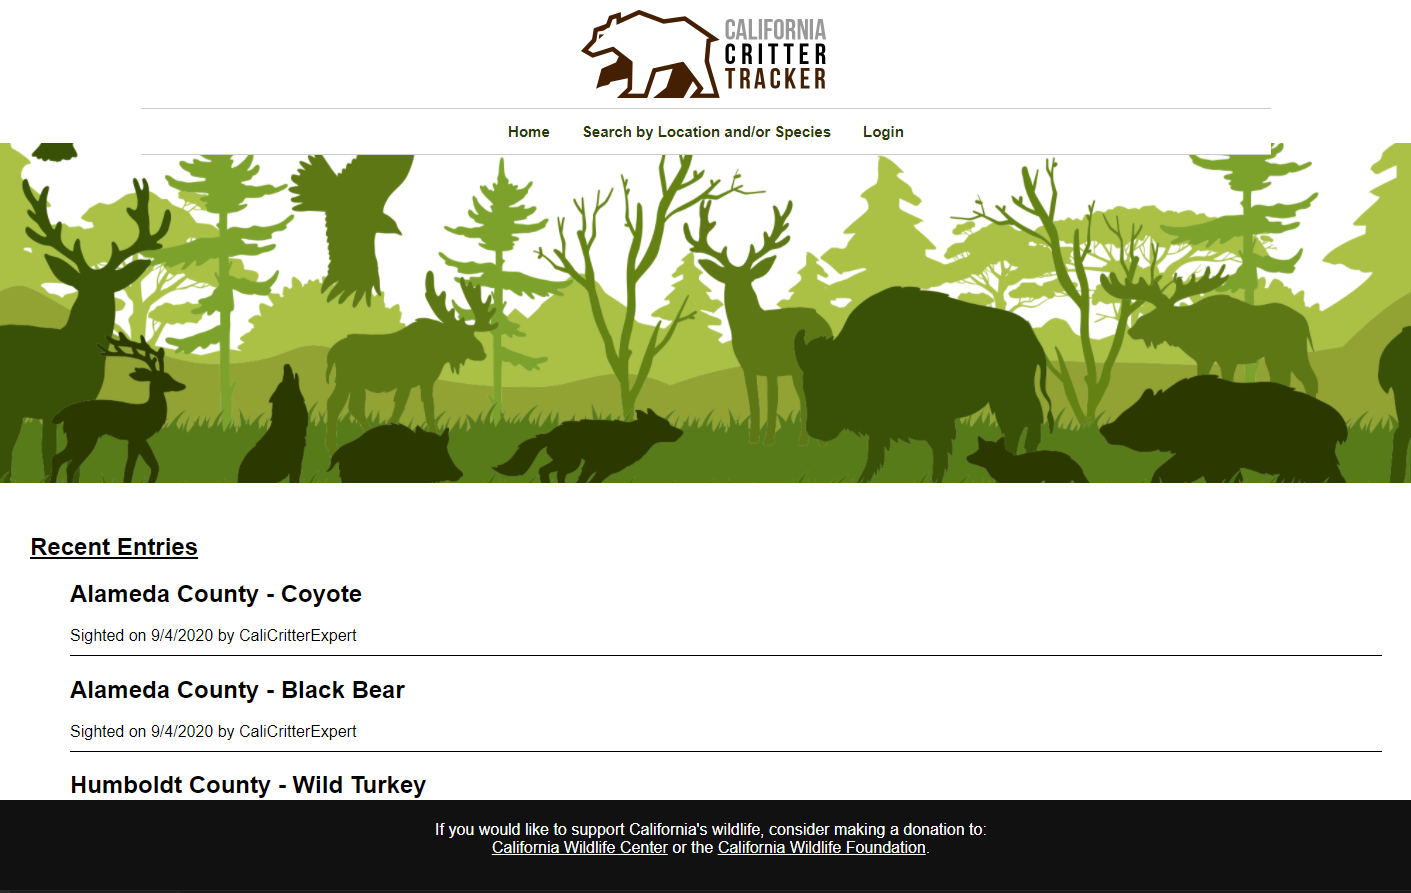 CALIFORNIA
CRITTER
TRACKER
Home Search by Location and/or Species Login
Recent Entries
Alameda County - Coyote
Sighted on 9/4/2020 by CaliCritterExpert
Alameda County - Black Bear
Sighted on 9/4/2020 by CaliCritterExpert
Humboldt County - Wild Turkey
If you would like to support California's wildlife, consider making a donation to:
California Wildlife Center or the California Wildlife Foundation.